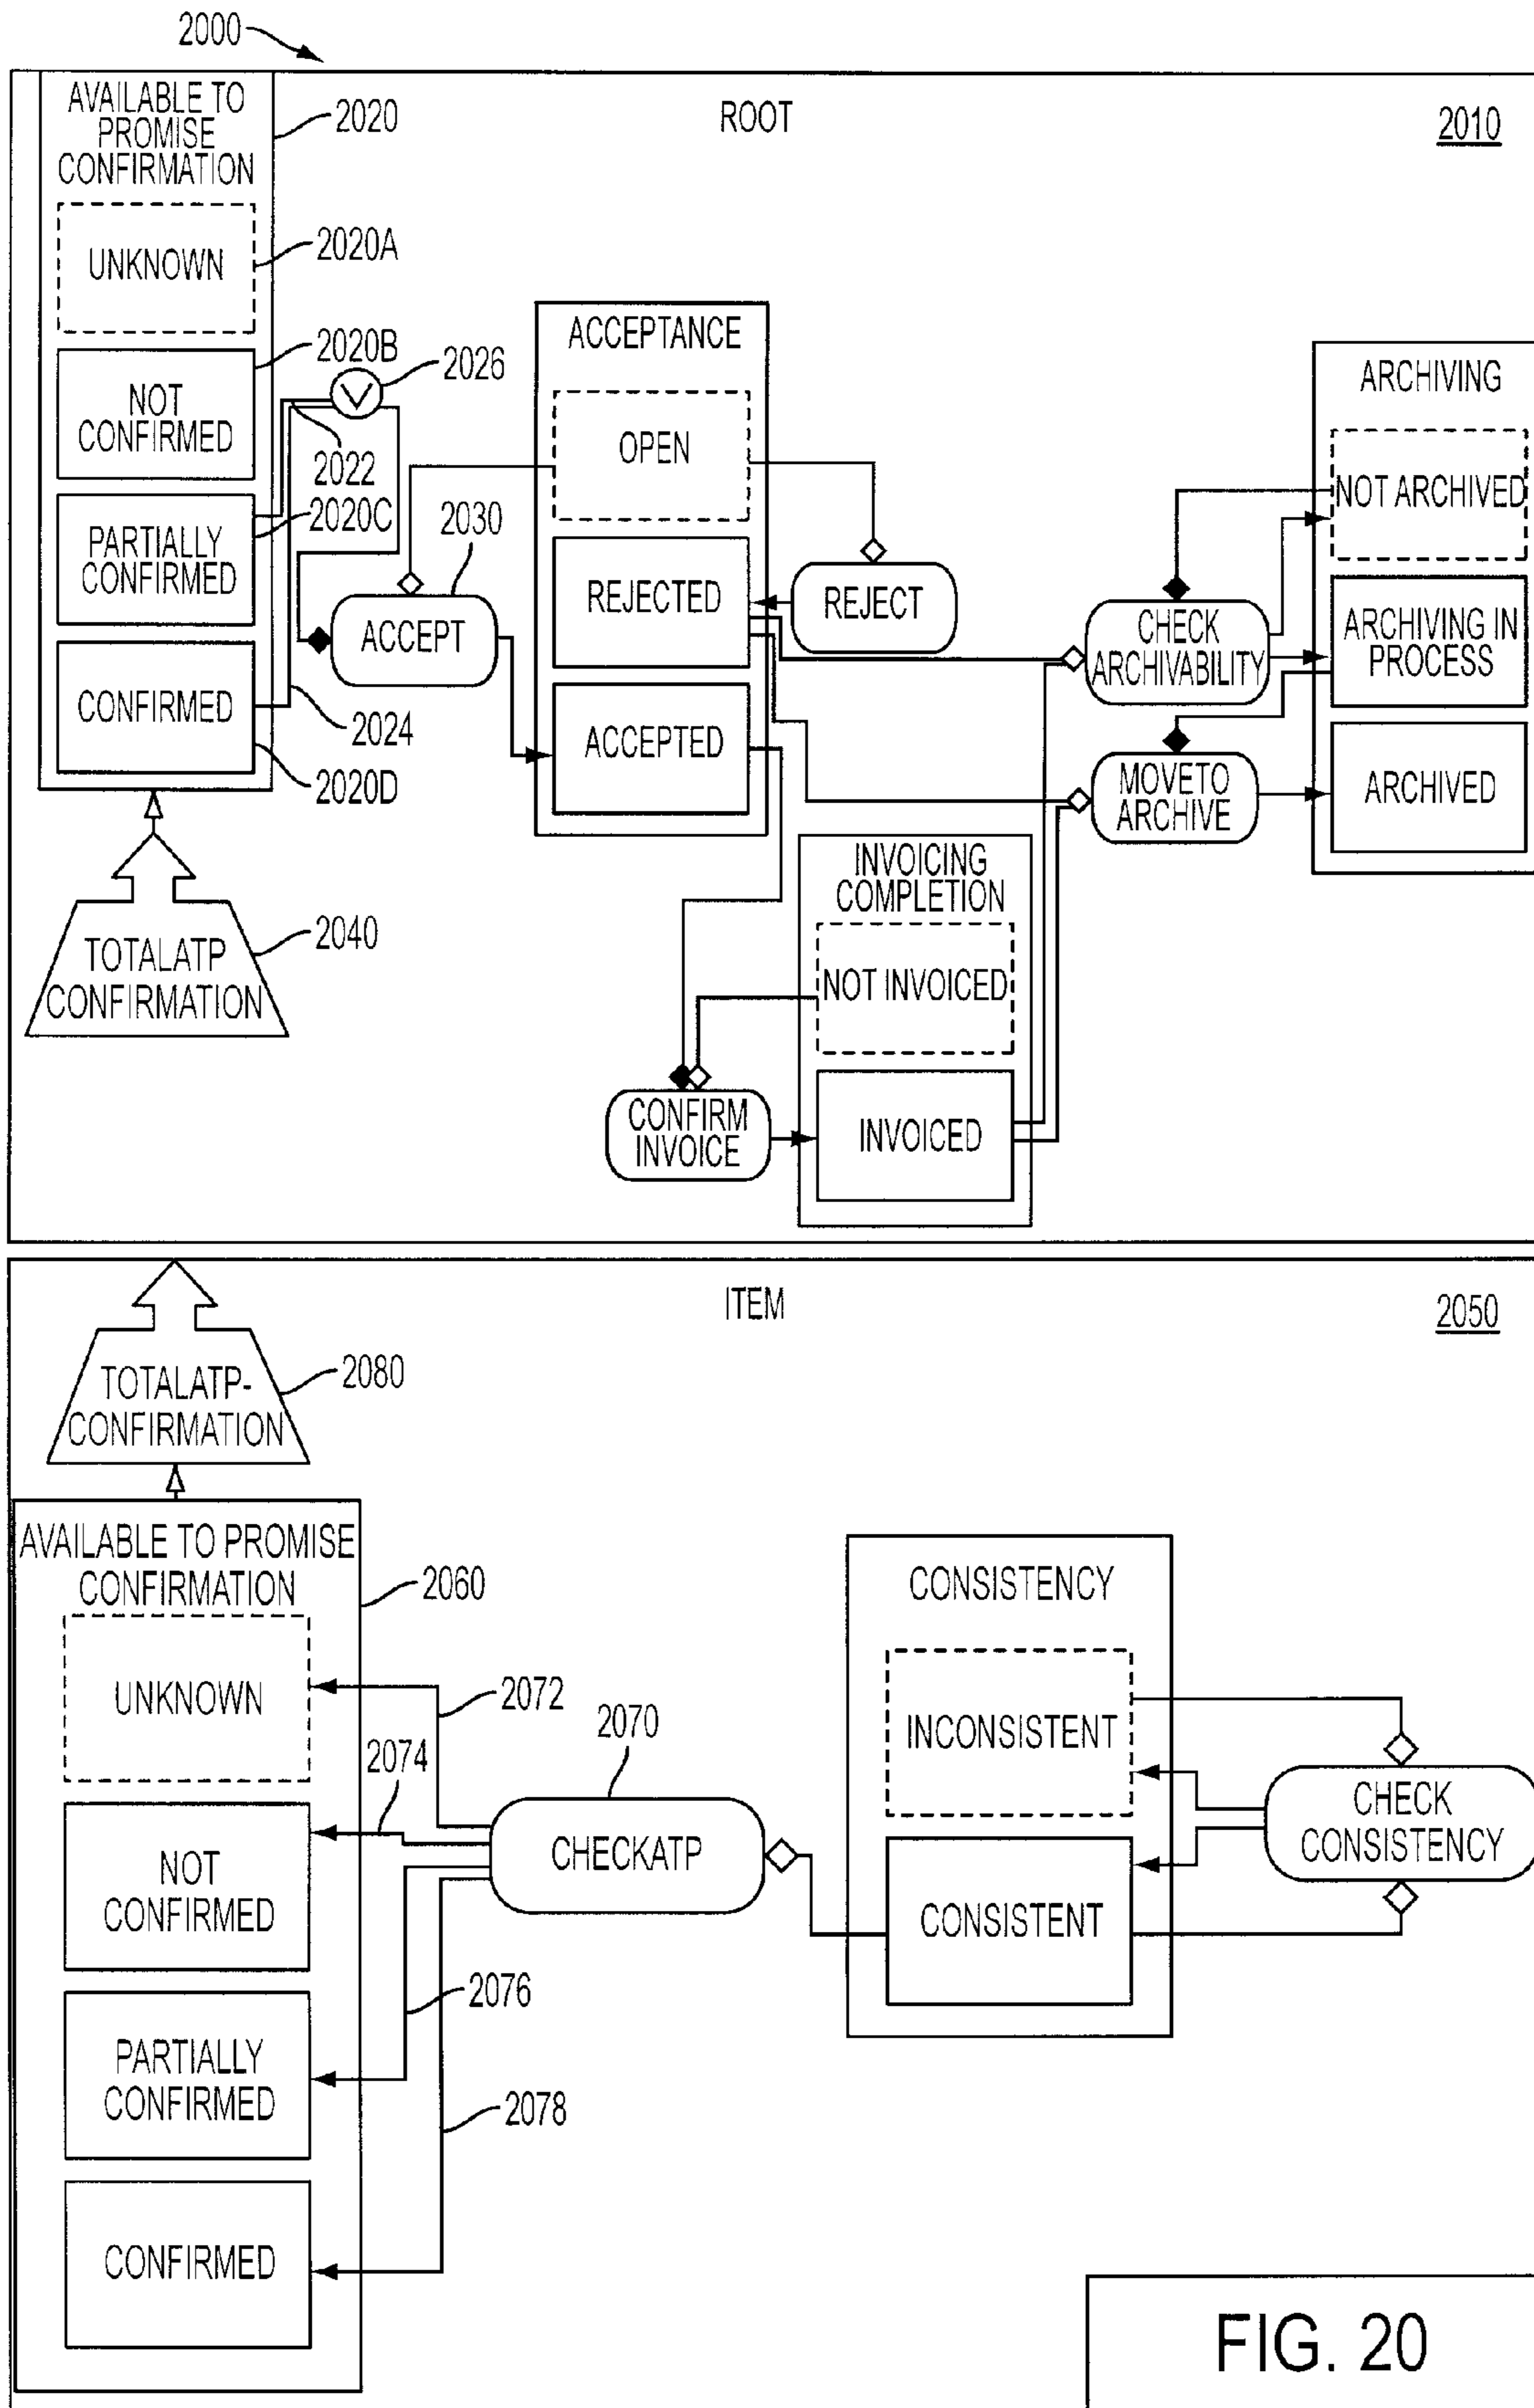 2000
AVAILABLE TO
PROMISE
CONFIRMATION
2020
ROOT
2010
UNKNOWN
2020A
2020B
NOT
CONFIRMED
2026
2022
2020C
PARTIALLY
CONFIRMED
CONFIRMED
2024
2020D
ACCEPTANCE
OPEN
2030
ACCEPT
REJECTED
REJECT
ACCEPTED
ARCHIVING
NOT ARCHIVED
CHECK
ARCHIVABILITY
ARCHIVING IN
PROCESS
MOVETO
ARCHIVE
ARCHIVED
TOTALATP
CONFIRMATION
2040
INVOICING
COMPLETION
NOT INVOICED
CONFIRM
INVOICE
INVOICED
ITEM
2050
TOTALATP-
CONFIRMATION
2080
AVAILABLE TO PROMISE
CONFIRMATION
2060
UNKNOWN
2072
2074
2070
CHECKATP
NOT
CONFIRMED
2076
PARTIALLY
CONFIRMED
2078
CONFIRMED
CONSISTENCY
INCONSISTENT
CHECK
CONSISTENCY
CONSISTENT
FIG. 20